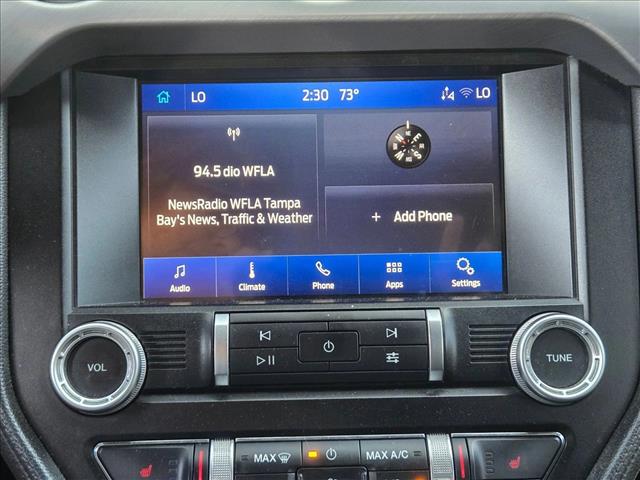 LO 2:30 73° LO
94.5 dio WFLA
NewsRadio WFLA Tampa
Bay's News, Traffic & Weather
+ Add Phone
Audio Climate Phone Apps Settings
VOL TUNE
MAX MAX A/C